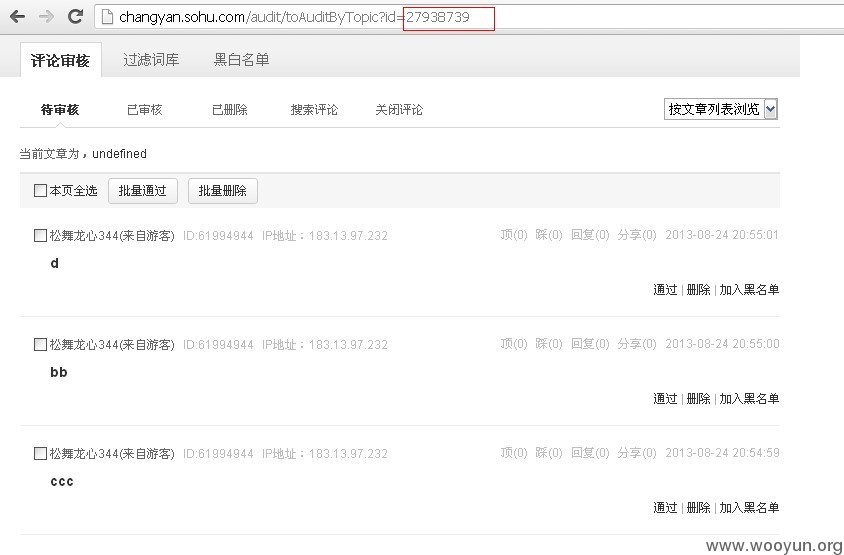 changyan.sohu.com/audit/toAuditByTopic?id=27938739
评论审核 过滤词库 黑白名单
待审核 已审核 已删除 搜索评论 关闭评论 按文章列表浏览
当前文章为，undefined
本页全选 批量通过 批量删除
松舞龙心344(来自游客) ID:61994944 IP地址：183.13.97.232 顶(0) 踩(0) 回复(0) 分享(0) 2013-08-24 20:55:01
d
通过 | 删除 | 加入黑名单
松舞龙心344(来自游客) ID:61994944 IP地址：183.13.97.232 顶(0) 踩(0) 回复(0) 分享(0) 2013-08-24 20:55:00
bb
通过 | 删除 | 加入黑名单
松舞龙心344(来自游客) ID:61994944 IP地址：183.13.97.232 顶(0) 踩(0) 回复(0) 分享(0) 2013-08-24 20:54:59
ccc
通过 | 删除 | 加入黑名单
www.wooyun.org